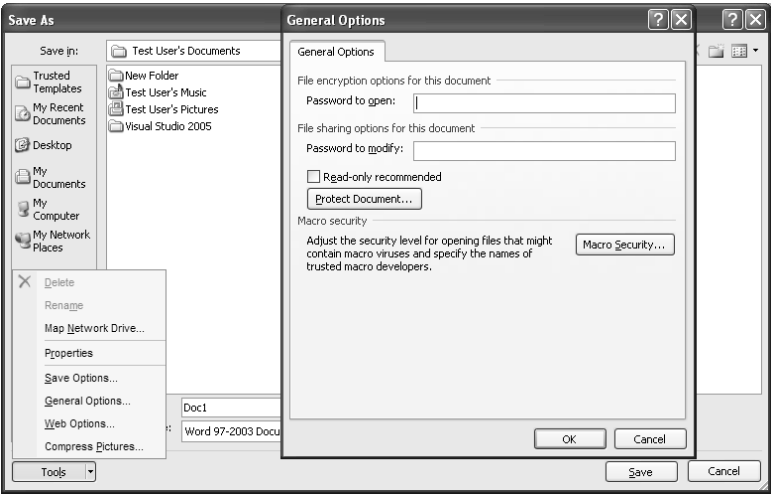 Save As
General Options
Save in:
Test User's Documents
Trusted
Templates
My Recent
Documents
Desktop
My
Documents
My
Computer
My Network
Places
New Folder
Test User's Music
Test User's Pictures
Visual Studio 2005
General Options
File encryption options for this document
Password to open:
File sharing options for this document
Password to modify:
Read-only recommended
Protect Document...
Macro security
Adjust the security level for opening files that might
contain macro viruses and specify the names of
trusted macro developers.
Macro Security...
OK
Cancel
Delete
Rename
Map Network Drive...
Properties
Save Options...
General Options...
Web Options...
Compress Pictures...
Doc1
Word 97-2003 Docu
Tools
Save
Cancel